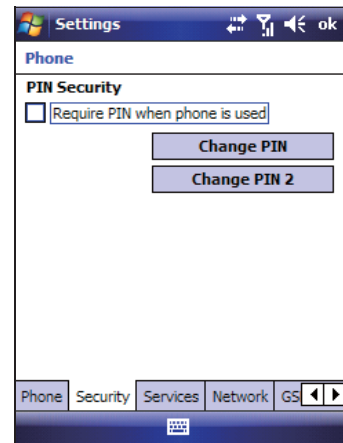 Settings ok
Phone
PIN Security
Require PIN when phone is used
Change PIN
Change PIN 2
Phone Security Services Network GS